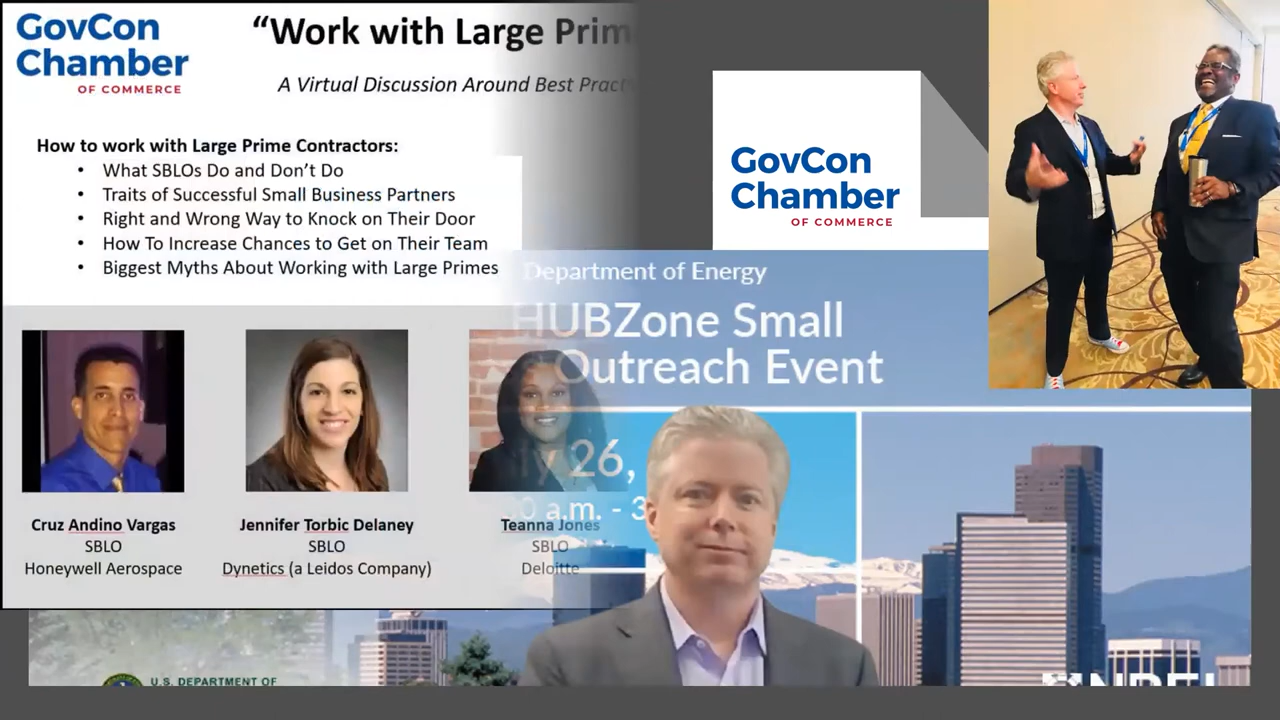 GovCon
Chamber
OF COMMERCE
“Work with Large Prim
A Virtual Discussion Around Best Pract
How to work with Large Prime Contractors:
• What SBLOs Do and Don’t Do
• Traits of Successful Small Business Partners
• Right and Wrong Way to Knock on Their Door
• How To Increase Chances to Get on Their Team
• Biggest Myths About Working with Large Primes
Cruz Andino Vargas
SBLO
Honeywell Aerospace
Jennifer Torbic Delaney
SBLO
Dynetics (a Leidos Company)
Teanna Jones
SBLO
Deloitte
GovCon
Chamber
OF COMMERCE
Department of Energy
HUBZone Small
Outreach Event
y 26,
0 a.m. - 3
U.S. DEPARTMENT OF
NREL